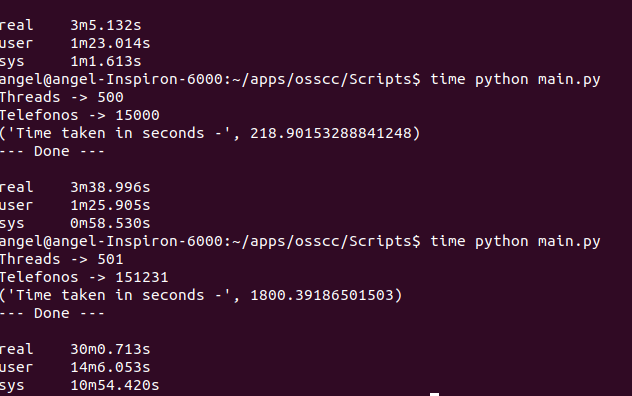 real    3m5.132s
user    1m23.014s
sys     1m1.613s
angel@angel-Inspiron-6000:~/apps/osscc/Scripts$ time python main.py
Threads -> 500
Telefonos -> 15000
('Time taken in seconds -', 218.90153288841248)
--- Done ---

real    3m38.996s
user    1m25.905s
sys     0m58.530s
angel@angel-Inspiron-6000:~/apps/osscc/Scripts$ time python main.py
Threads -> 501
Telefonos -> 151231
('Time taken in seconds -', 1800.39186501503)
--- Done ---

real    30m0.713s
user    14m6.053s
sys     10m54.420s